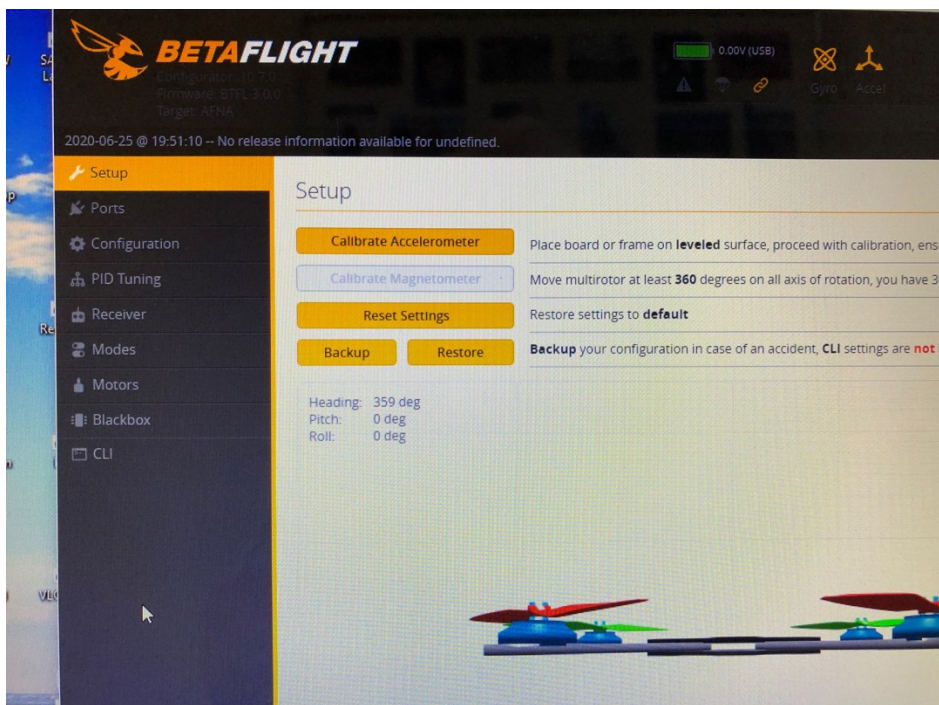 BETAFLIGHT
Configurator: 10.7.0
Firmware: BTFL 3.0.0
Target: AFNA
0.00V (USB)
Gyro
Accel
2020-06-25 @ 19:51:10 -- No release information available for undefined.
Setup
Ports
Configuration
PID Tuning
Receiver
Modes
Motors
Blackbox
CLI
Setup
Calibrate Accelerometer
Place board or frame on leveled surface, proceed with calibration, ens
Calibrate Magnetometer
Move multirotor at least 360 degrees on all axis of rotation, you have 3
Reset Settings
Restore settings to default
Backup
Restore
Backup your configuration in case of an accident, CLI settings are not
Heading: 359 deg
Pitch: 0 deg
Roll: 0 deg